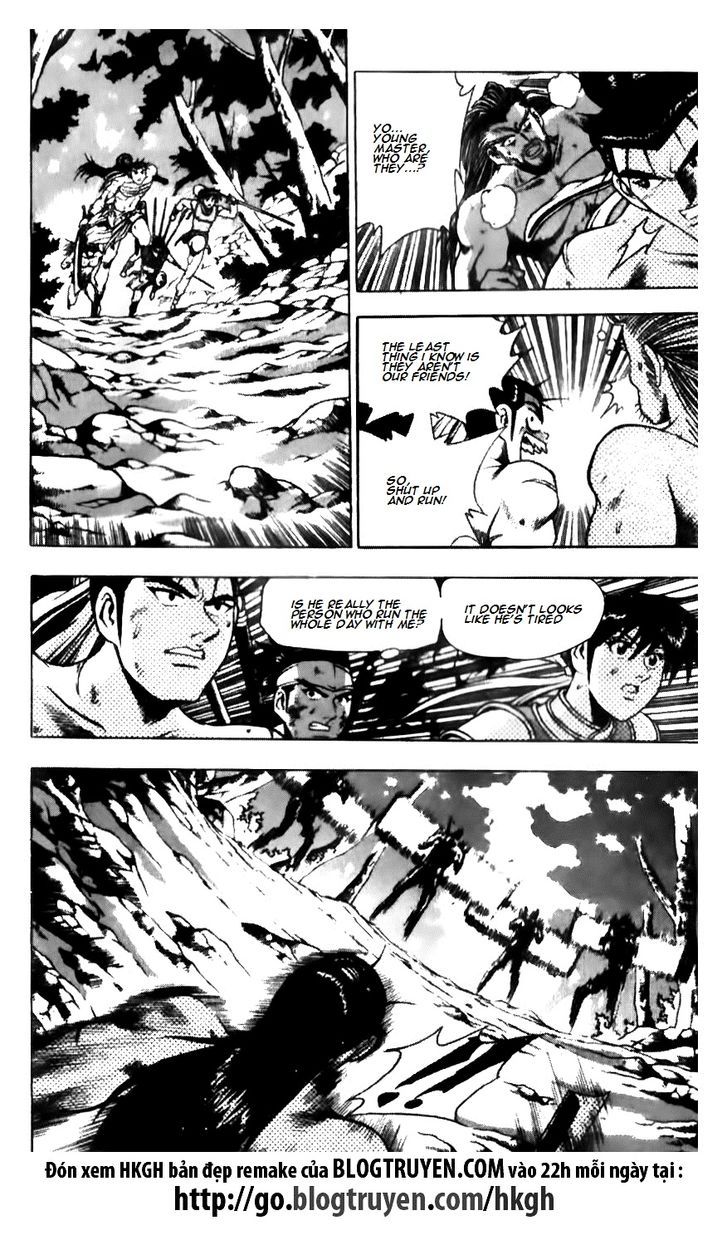 YO...
YOUNG
MASTER,
WHO ARE
THEY....?
THE LEAST
THING I KNOW IS
THEY AREN'T
OUR FRIENDS!
SO,
SHUT UP
AND RUN!
IS HE REALLY THE
PERSON WHO RUN THE
WHOLE DAY WITH ME?
IT DOESN'T LOOKS
LIKE HE'S TIRED
!!
Đón xem HKGH bản đẹp remake của BLOGTRUYEN.COM vào 22h mỗi ngày tại :
http://go.blogtruyen.com/hkgh